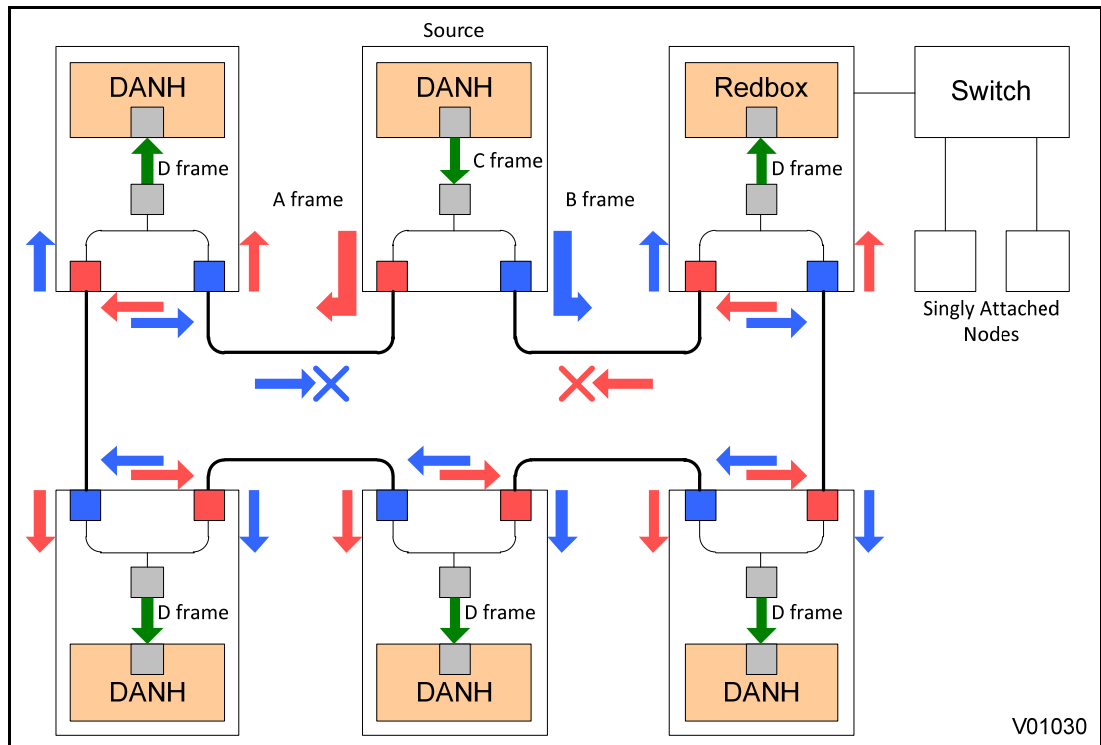 Source
DANH
DANH
Redbox
Switch
D frame
C frame
D frame
A frame
B frame
Singly Attached
Nodes
D frame
D frame
D frame
DANH
DANH
DANH
V01030